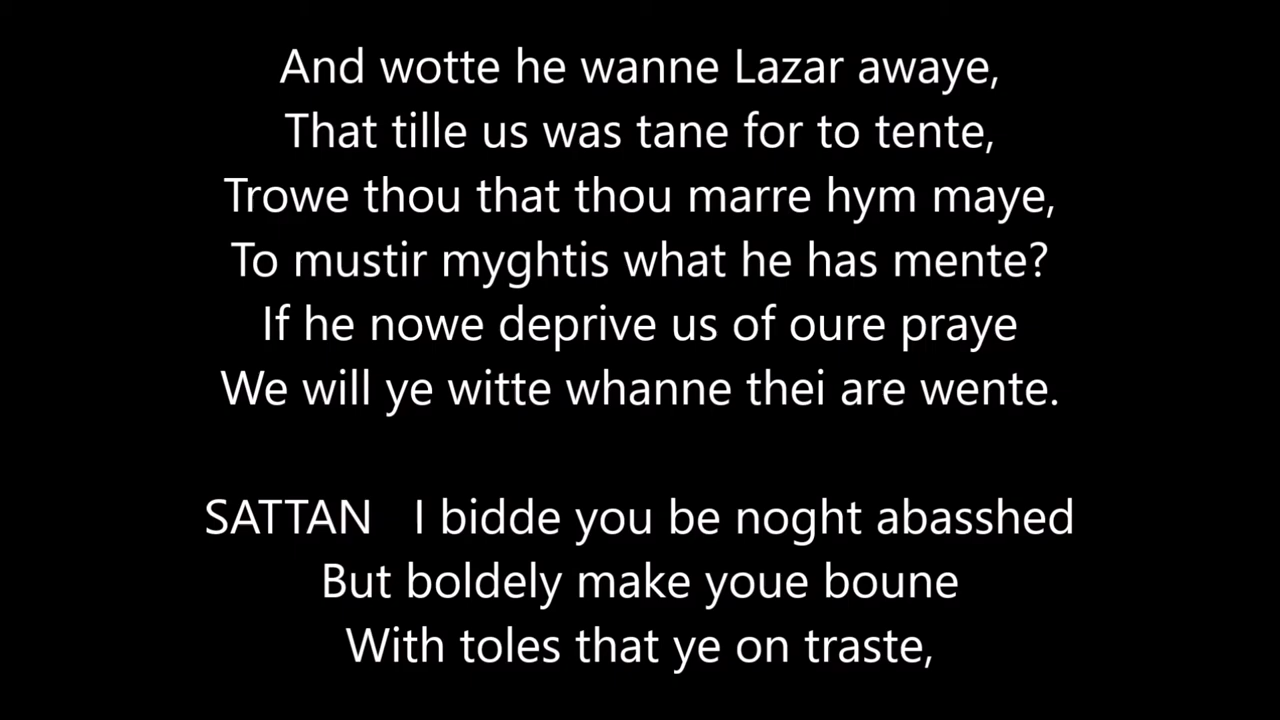 And wotte he wanne Lazar awaye,
That tille us was tane for to tente,
Trowe thou that thou marre hym maye,
To mustir myghtis what he has mente?
If he nowe deprive us of oure praye
We will ye witte whanne thei are wente.
SATTAN I bidde you be noght abasshed
But boldely make youe boune
With toles that ye on traste,